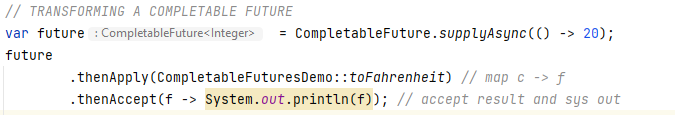 // TRANSFORMING A COMPLETABLE FUTURE
var future : CompletableFuture<Integer> = CompletableFuture.supplyAsync(() -> 20);
future
.thenApply(CompletableFuturesDemo::toFahrenheit) // map c -> f
.thenAccept(f -> System.out.println(f)); // accept result and sys out